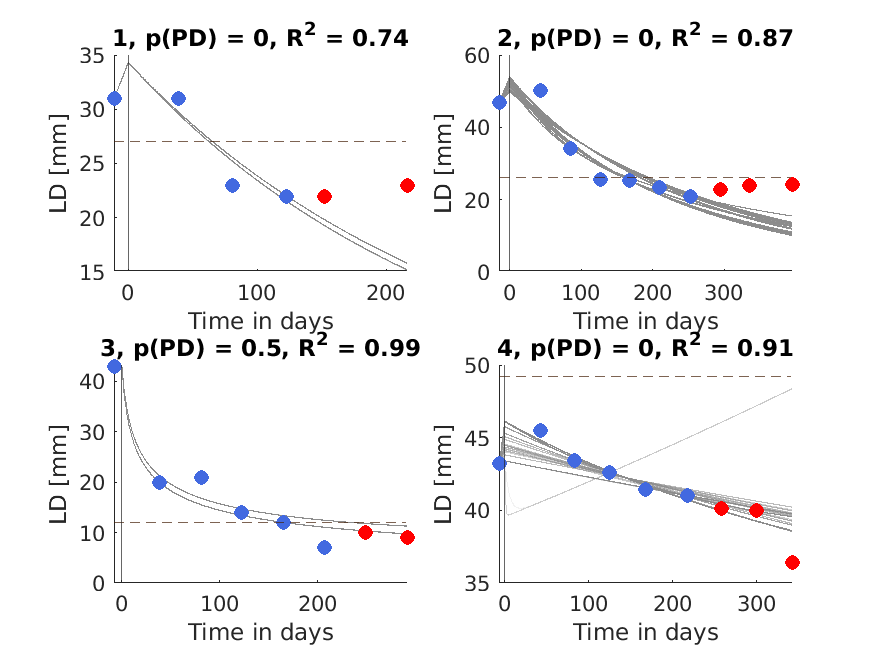 1, p(PD) = 0, R² = 0.74
35
30
25
20
15
LD [mm]
0
100
200
Time in days
2, p(PD) = 0, R² = 0.87
60
40
20
0
LD [mm]
0
100
200
300
Time in days
3, p(PD) = 0.5, R² = 0.99
40
30
20
10
0
LD [mm]
0
100
200
Time in days
4, p(PD) = 0, R² = 0.91
50
45
40
35
LD [mm]
0
100
200
300
Time in days